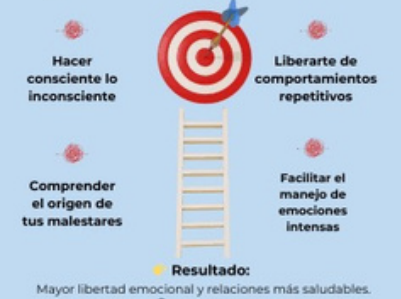 Hacer
consciente lo
inconsciente
Liberarte de
comportamientos
repetitivos
Comprender
el origen de
tus malestares
Facilitar el
manejo de
emociones
intensas
Resultado:
Mayor libertad emocional y relaciones más saludables.